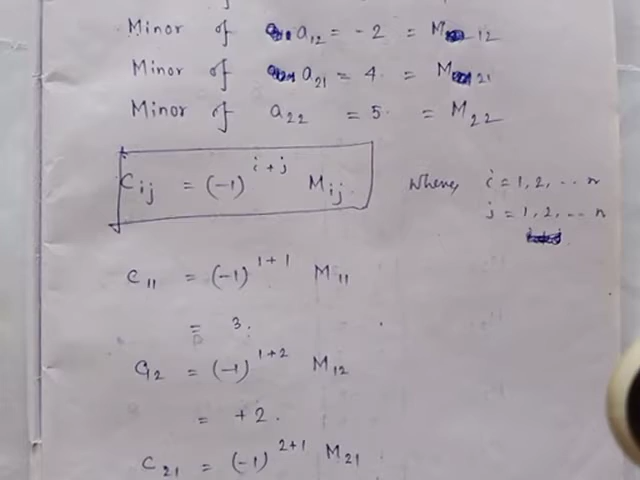 Minor of a₁₂ = -2 = M₁₂
Minor of a₂₁ = 4 = M₂₁
Minor of a₂₂ = 5 = M₂₂
Cᵢⱼ = (-1)^(i+j) Mᵢⱼ. Where, i = 1, 2, ... n
j = 1, 2, ... n
C₁₁ = (-1)^(1+1) M₁₁
= 3.
C₁₂ = (-1)^(1+2) M₁₂
= +2.
C₂₁ = (-1)^(2+1) M₂₁